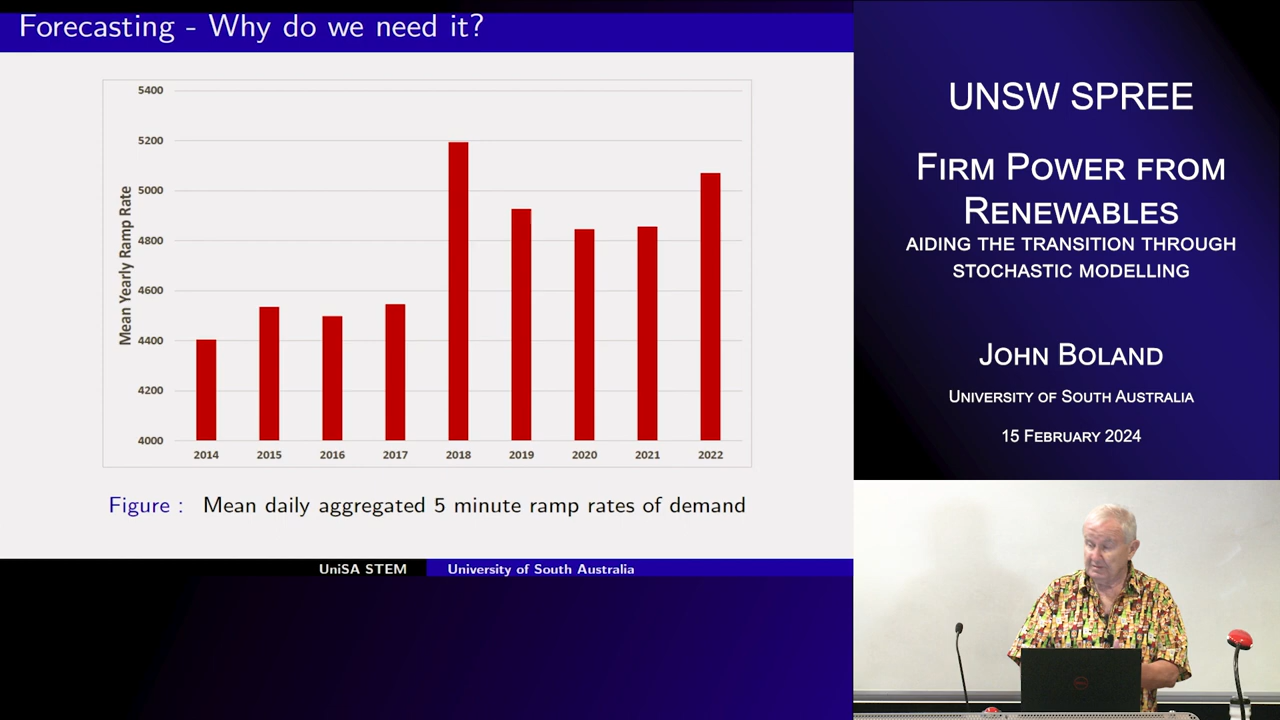 Forecasting - Why do we need it?
5400
5200
5000
4800
4600
4400
4200
4000
Mean Yearly Ramp Rate
2014 2015 2016 2017 2018 2019 2020 2021 2022
Figure : Mean daily aggregated 5 minute ramp rates of demand
UniSA STEM University of South Australia
UNSW SPREE
FIRM POWER FROM
RENEWABLES
AIDING THE TRANSITION THROUGH
STOCHASTIC MODELLING
JOHN BOLAND
UNIVERSITY OF SOUTH AUSTRALIA
15 FEBRUARY 2024
DELL